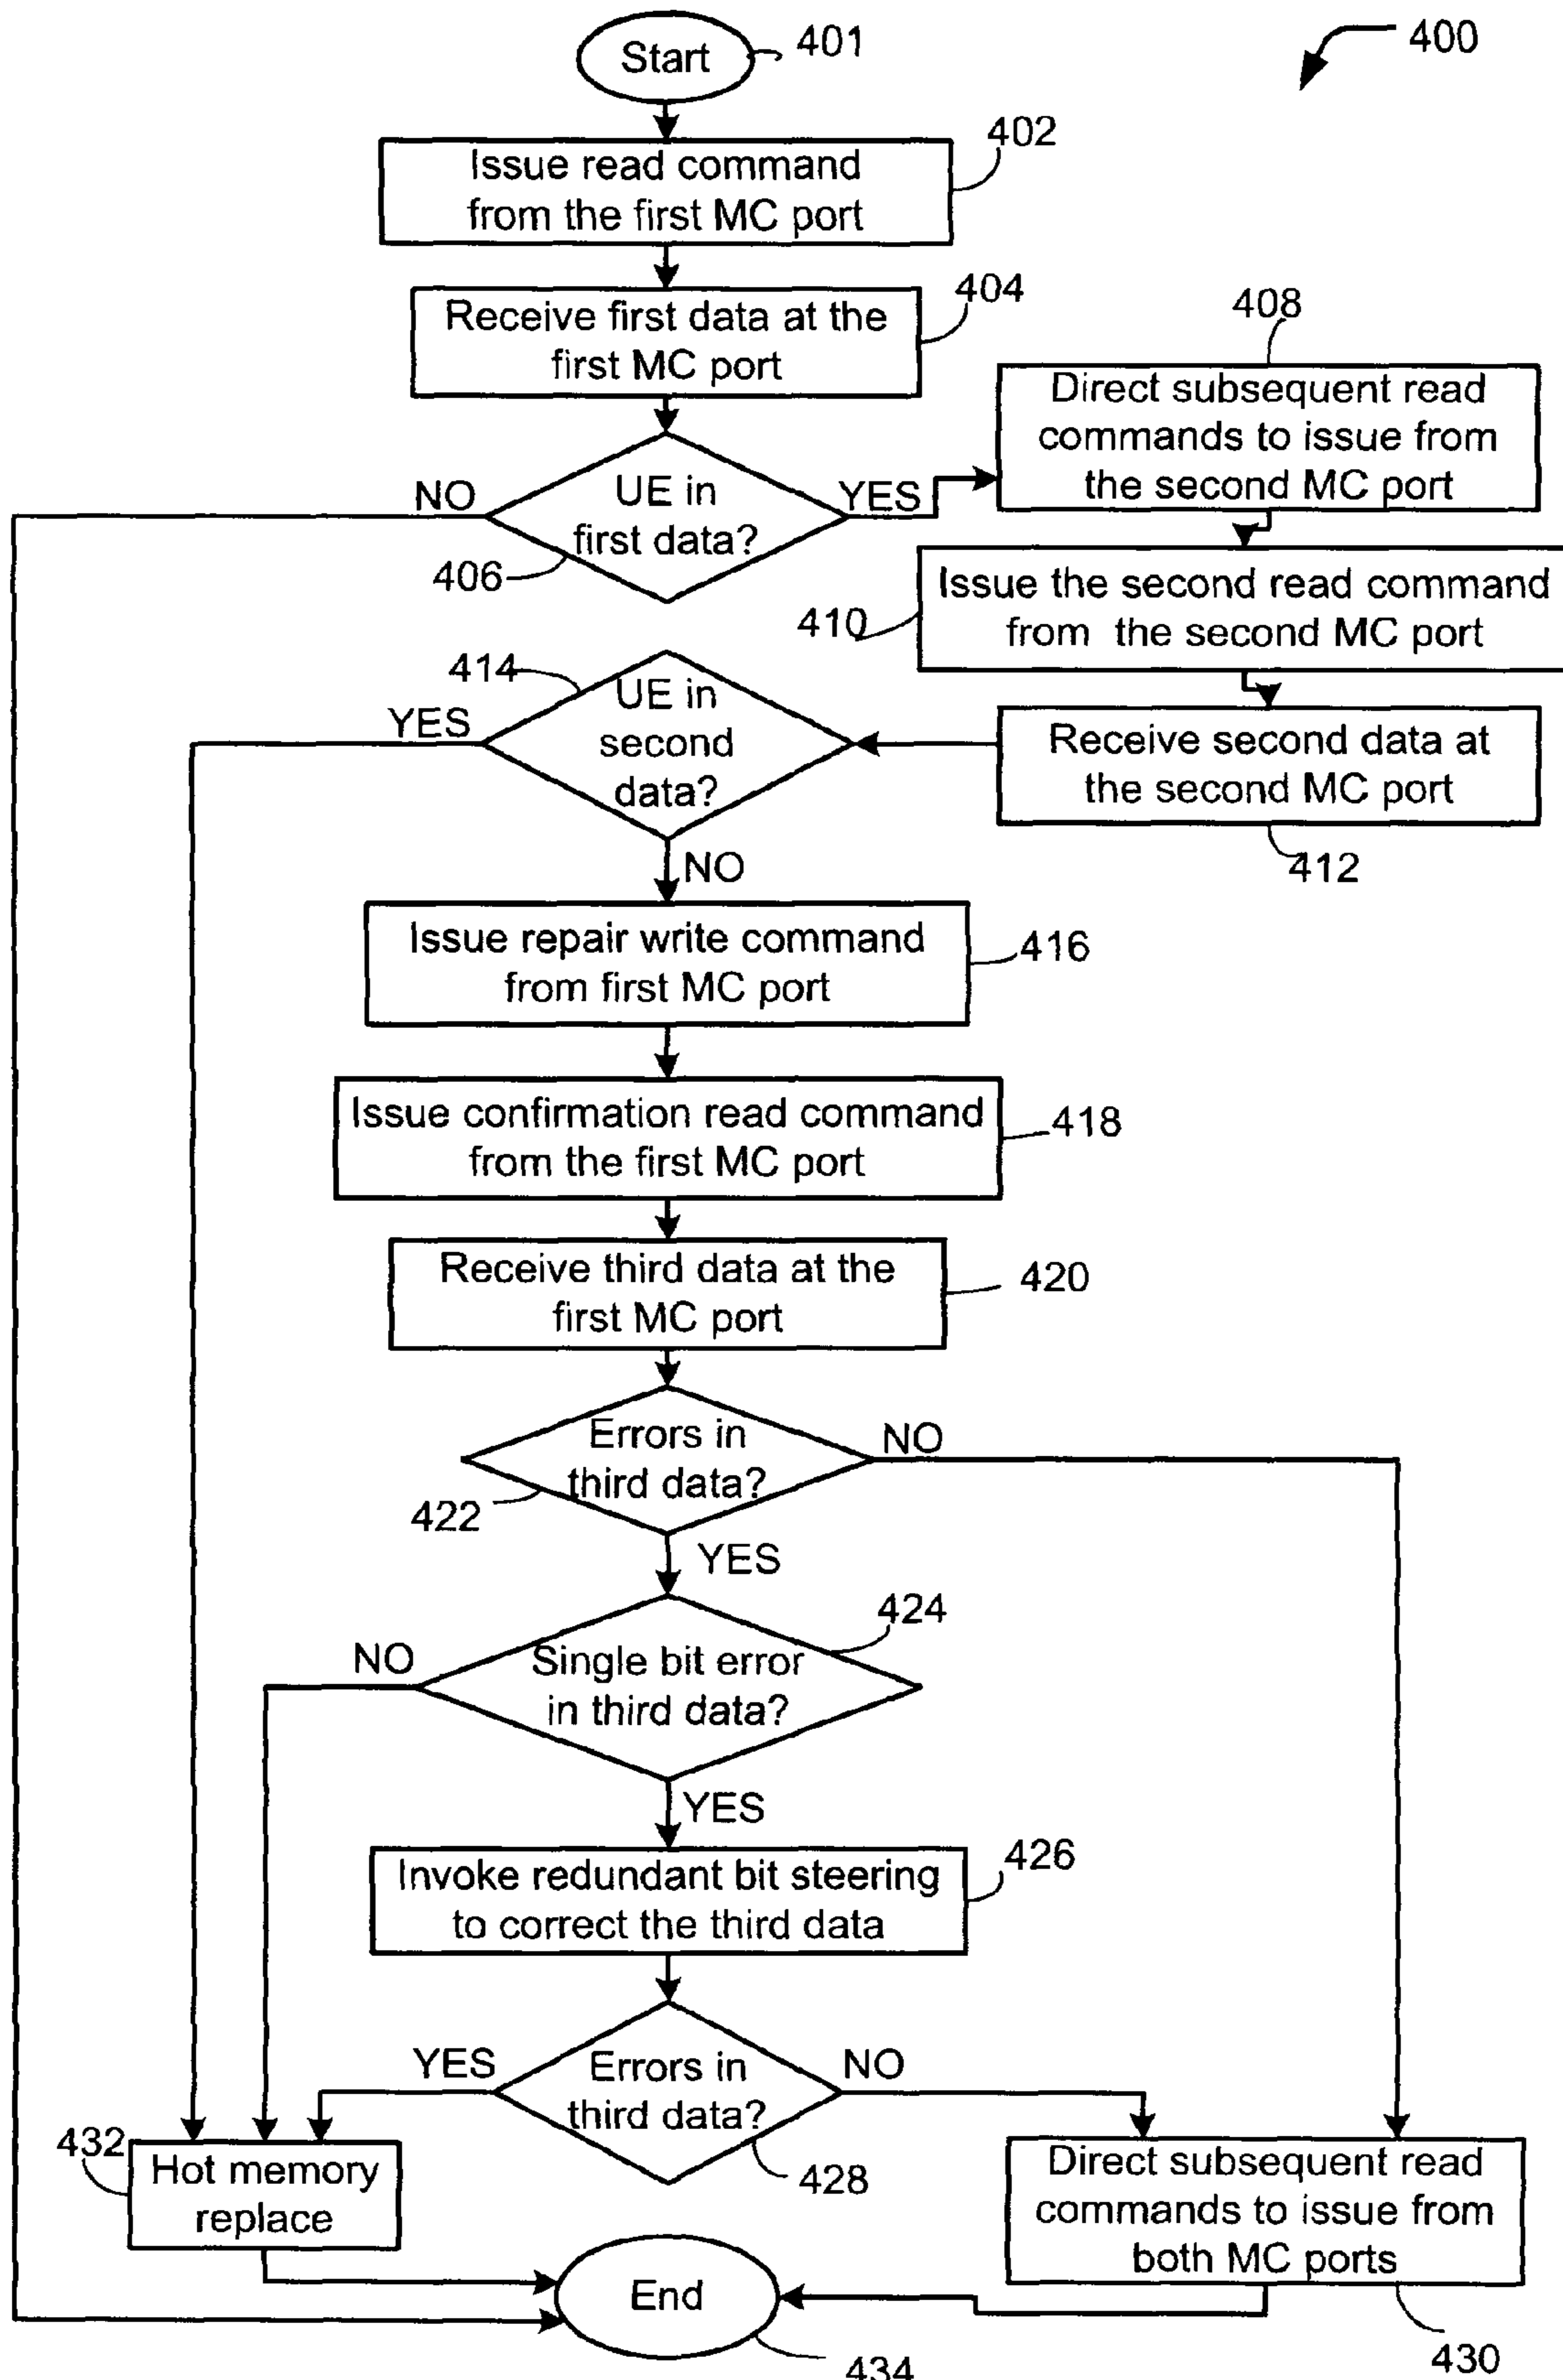 400
Start
401
402
Issue read command
from the first MC port
404
Receive first data at the
first MC port
408
Direct subsequent read
commands to issue from
the second MC port
NO
UE in
first data?
YES
406
Issue the second read command
from the second MC port
410
414
UE in
second
data?
YES
Receive second data at
the second MC port
412
NO
Issue repair write command
from first MC port
416
Issue confirmation read command
from the first MC port
418
Receive third data at the
first MC port
420
Errors in
third data?
NO
422
YES
424
NO
Single bit error
in third data?
YES
Invoke redundant bit steering
to correct the third data
426
YES
Errors in
third data?
NO
428
432
Hot memory
replace
Direct subsequent read
commands to issue from
both MC ports
430
End
434